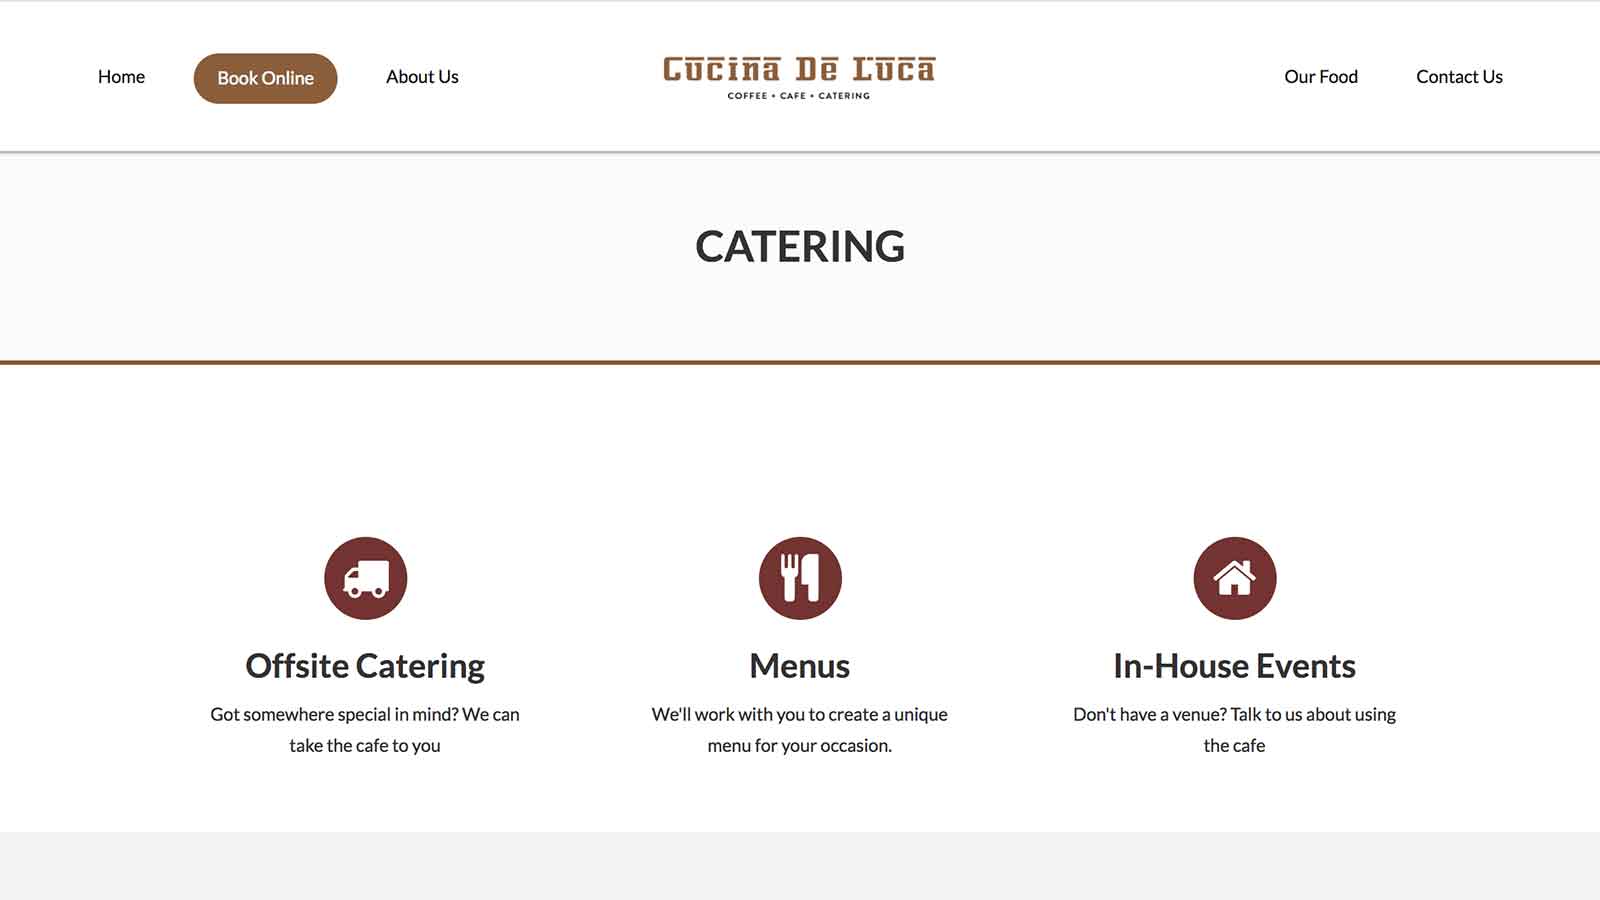 Home
Book Online
About Us
Cucina De Luca
COFFEE • CAFE • CATERING
Our Food
Contact Us
CATERING
Offsite Catering
Got somewhere special in mind? We can
take the cafe to you
Menus
We'll work with you to create a unique
menu for your occasion.
In-House Events
Don't have a venue? Talk to us about using
the cafe